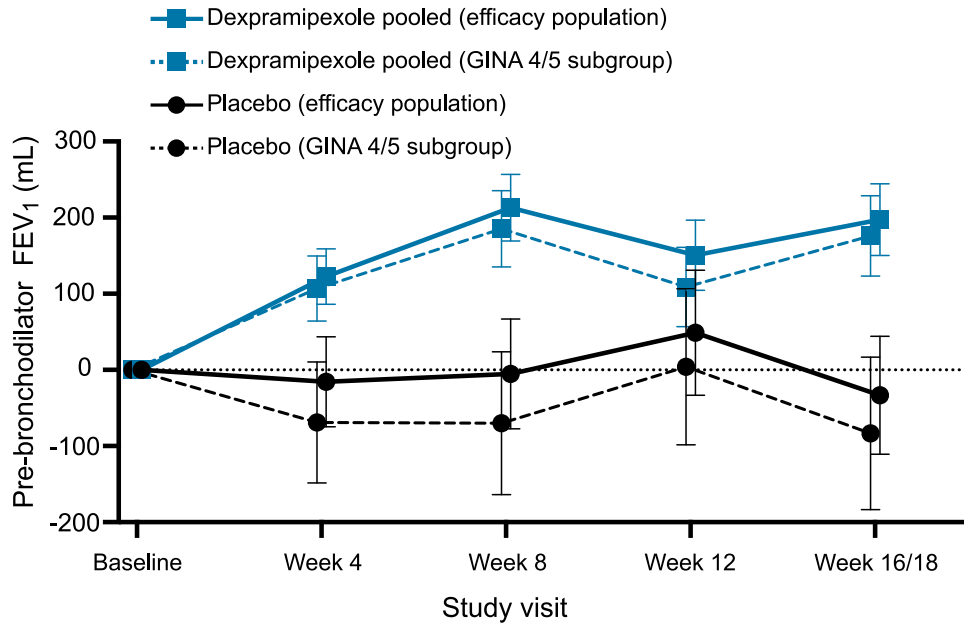 Dexpramipexole pooled (efficacy population)
Dexpramipexole pooled (GINA 4/5 subgroup)
Placebo (efficacy population)
Placebo (GINA 4/5 subgroup)
Pre-bronchodilator FEV1 (mL)
300
200
100
0
-100
-200
Baseline
Week 4
Week 8
Week 12
Week 16/18
Study visit